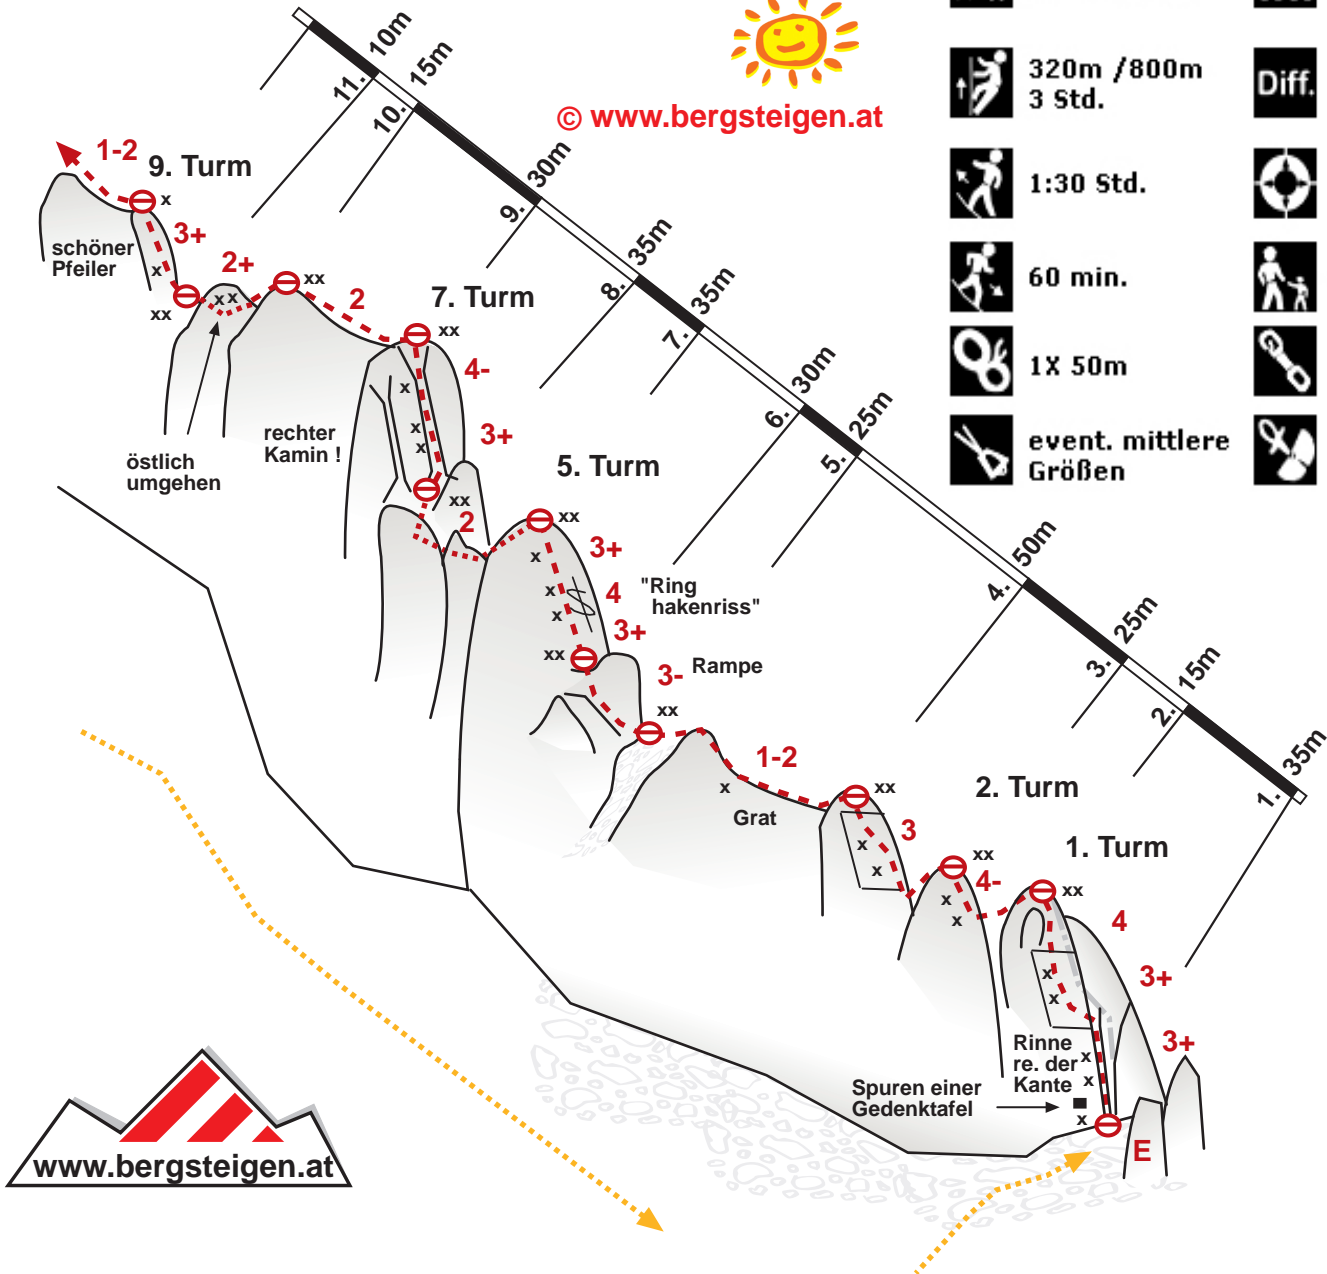 © www.bergsteigen.at
320m /800m
3 Std.
Diff.
1:30 Std.
60 min.
1X 50m
event. mittlere
Größen
10m
11.
15m
10.
30m
9.
35m
8.
35m
7.
30m
6.
25m
5.
50m
4.
25m
3.
15m
2.
35m
1.
1-2
9. Turm
x
3+
schöner
Pfeiler
x
2+
xx
xx
x x
2
7. Turm
xx
4-
x
x
x
3+
rechter
Kamin !
östlich
umgehen
5. Turm
xx
2
xx
3+
x
x
4
x
"Ring
hakenriss"
3+
xx
3-
Rampe
xx
1-2
x
Grat
2. Turm
xx
3
x
x
1. Turm
xx
4-
x
x
xx
4
3+
x
x
3+
Rinne
re. der
Kante
x
x
Spuren einer
Gedenktafel
x
E
www.bergsteigen.at